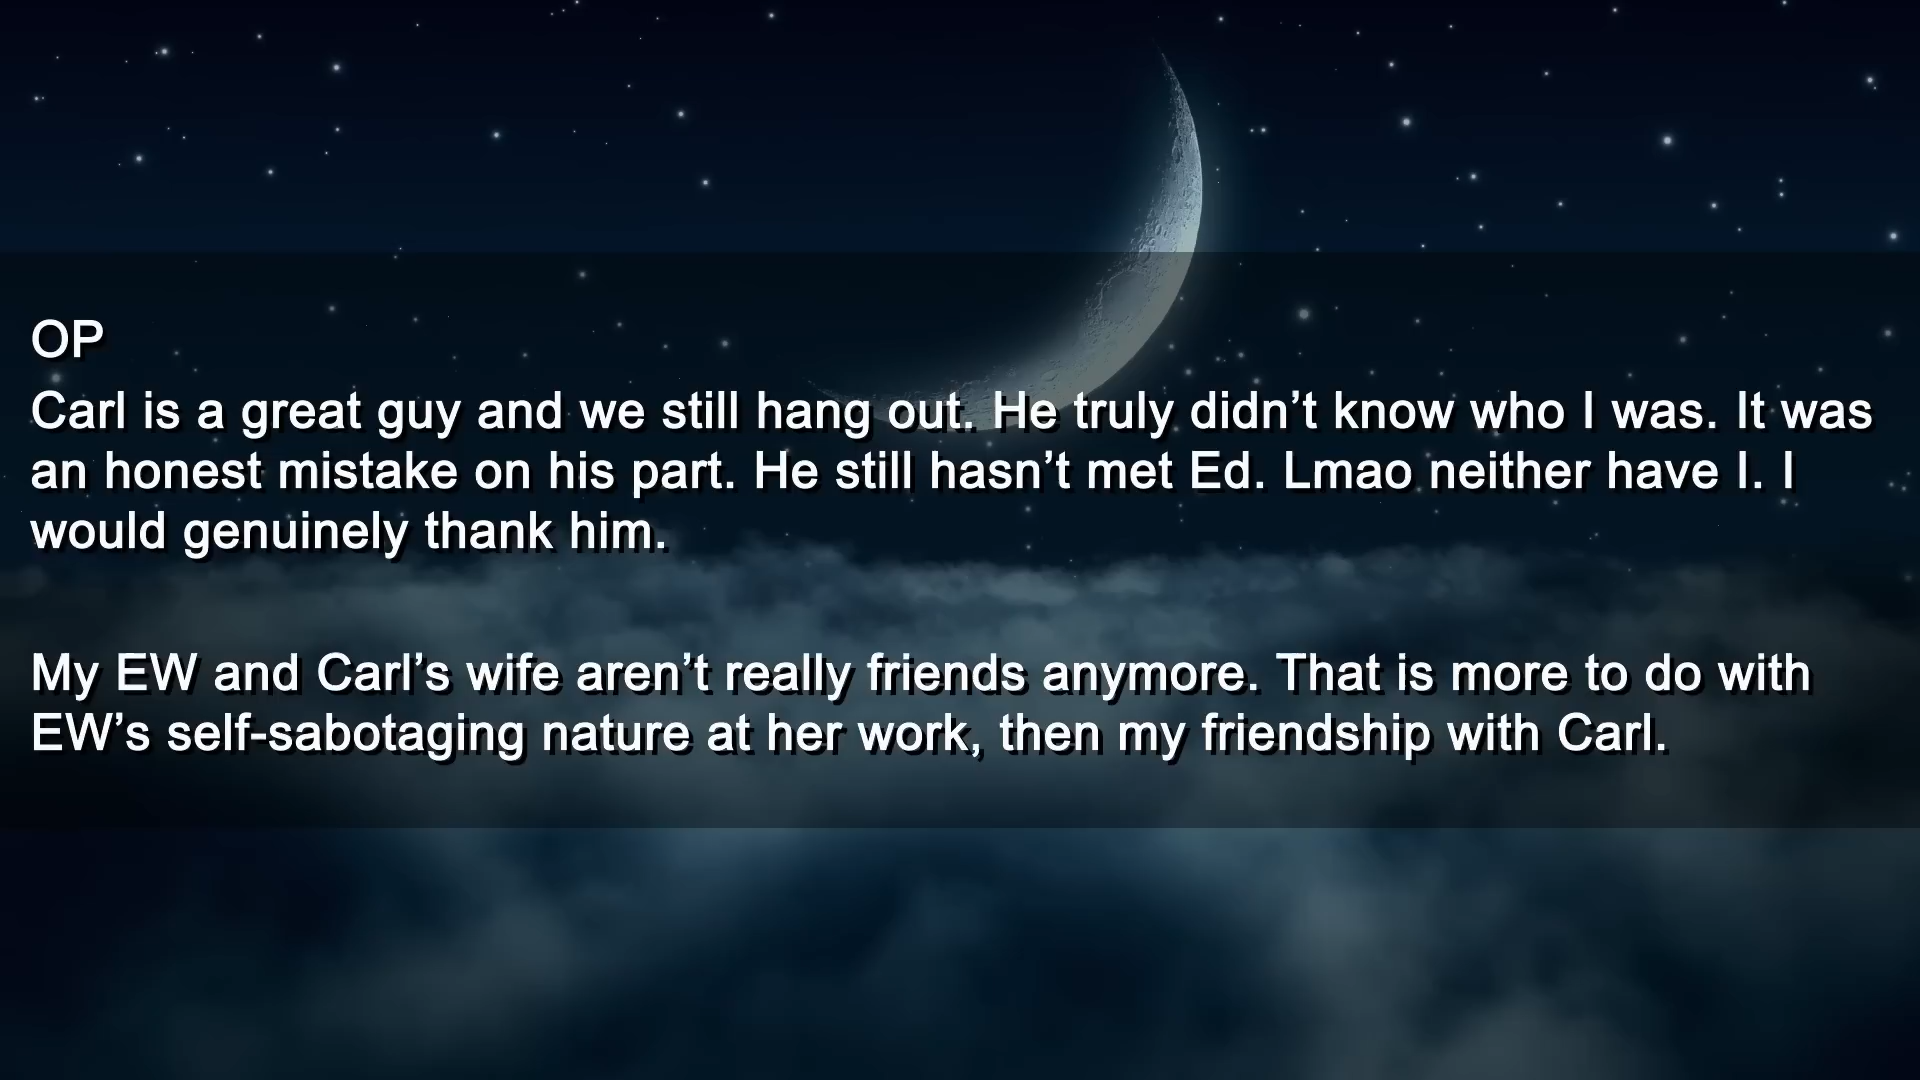 OP
Carl is a great guy and we still hang out. He truly didn’t know who I was. It was
an honest mistake on his part. He still hasn’t met Ed. Lmao neither have I. I
would genuinely thank him.
My EW and Carl’s wife aren’t really friends anymore. That is more to do with
EW’s self-sabotaging nature at her work, then my friendship with Carl.